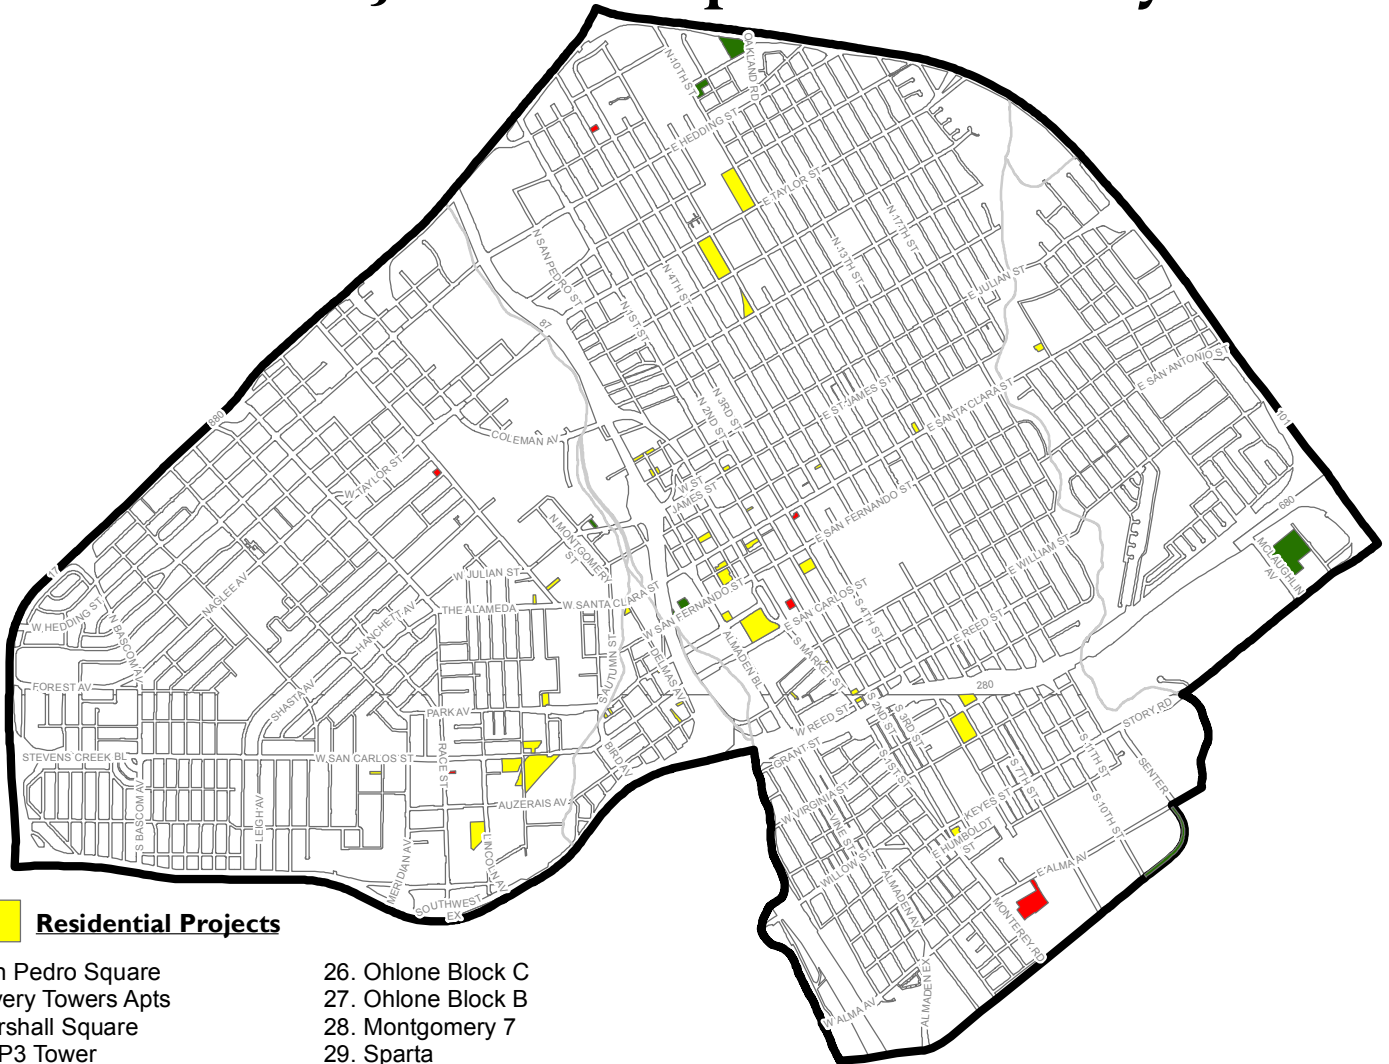 OAKLAND RD
N 10TH ST
E HEDDING ST
E TAYLOR ST
N 17TH ST
N 13TH ST
N SAN PEDRO ST
N 4TH ST
N 1ST ST
E JULIAN ST
87
E SAN ANTONIO ST
N 3RD ST
N 2ND ST
E ST JAMES ST
E SANTA CLARA ST
880
101
COLEMAN AV
W TAYLOR ST
W ST
JAMES ST
E SAN FERNANDO ST
680
N MONTGOMERY
ST
MCLAUGHLIN
AV
E WILLIAM ST
17
W JULIAN ST
NAGLEE AV
W HEDDING ST
N BASCOM AV
HANCHETT AV
THE ALAMEDA
W SANTA CLARA ST
W SAN FERNANDO ST
E SAN CARLOS ST
S 4TH ST
E REED ST
S MARKET ST
ALMADEN BL
DELMAS AV
S AUTUMN ST
FOREST AV
SHASTA AV
280
PARK AV
S 2ND ST
S 3RD ST
W REED ST
STORY RD
STEVENS CREEK BL
W SAN CARLOS ST
RACE ST
BIRD AV
GRANT ST
S 1ST ST
S 7TH ST
S 11TH ST
SENTER
S BASCOM AV
LEIGH AV
AUZERAIS AV
W VIRGINIA ST
VINE ST
KEYES ST
S 10TH ST
E HUMBOLDT
ST
MERIDIAN AV
LINCOLN AV
WILLOW ST
ALMADEN AV
E ALMA AV
SOUTHWEST
EX
MONTEREY RD
ALMADEN EX
W ALMA AV
Residential Projects
Pedro Square
Towers Apts
Square
P3 Tower
26. Ohlone Block C
27. Ohlone Block B
28. Montgomery 7
29. Sparta